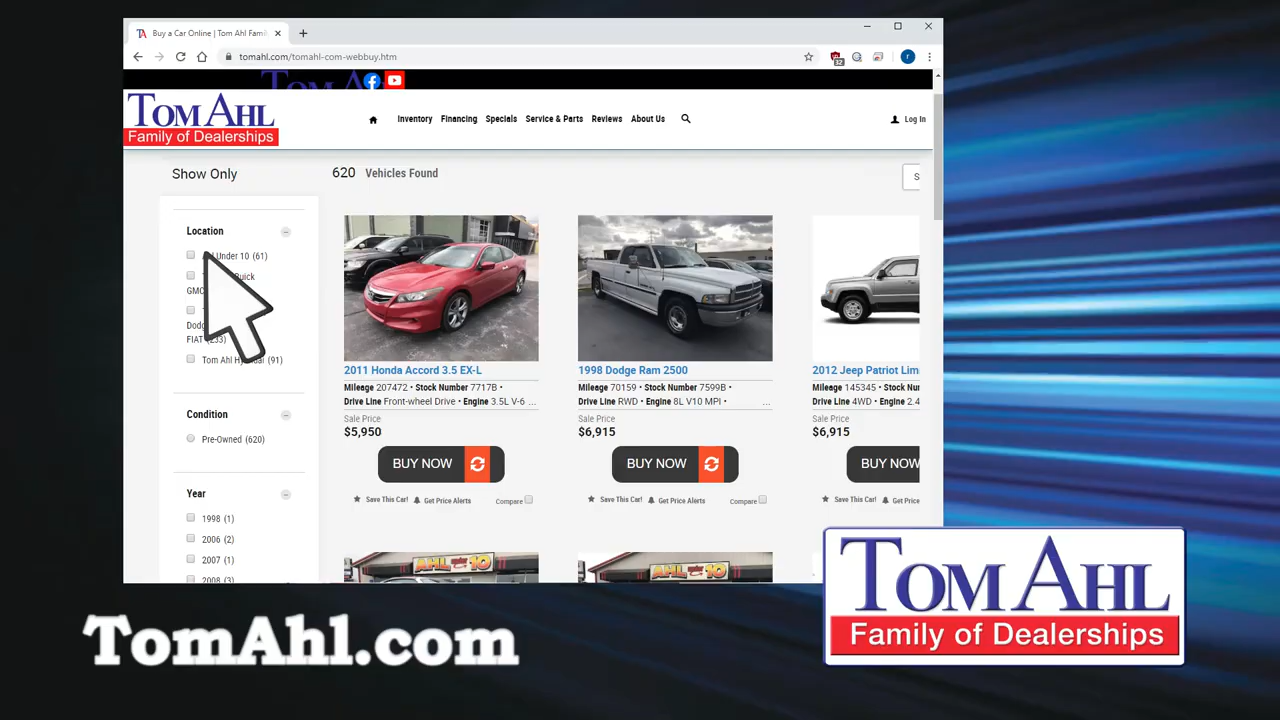 Buy a Car Online | Tom Ahl Famil
tomahl.com/tomahl-com-webbuy.htm
32
r
TOM AHL
Family of Dealerships
Inventory Financing Specials Service & Parts Reviews About Us
Log In
Show Only
620 Vehicles Found
S
Location
Under 10 (61)
Buick
GMC
Dodg
FIAT (233)
Tom Ahl Hyundai (91)
Condition
Pre-Owned (620)
Year
1998 (1)
2006 (2)
2007 (1)
2008 (3)
2011 Honda Accord 3.5 EX-L
Mileage 207472 • Stock Number 7717B •
Drive Line Front-wheel Drive • Engine 3.5L V-6 ...
Sale Price
$5,950
BUY NOW
Save This Car! Get Price Alerts Compare
1998 Dodge Ram 2500
Mileage 70159 • Stock Number 7599B •
Drive Line RWD • Engine 8L V10 MPI • ...
Sale Price
$6,915
BUY NOW
Save This Car! Get Price Alerts Compare
2012 Jeep Patriot Lim
Mileage 145345 • Stock Num
Drive Line 4WD • Engine 2.4
Sale Price
$6,915
BUY NOW
Save This Car! Get Price
AHL under 10
AHL under 10
TomAhl.com
TOM AHL
Family of Dealerships